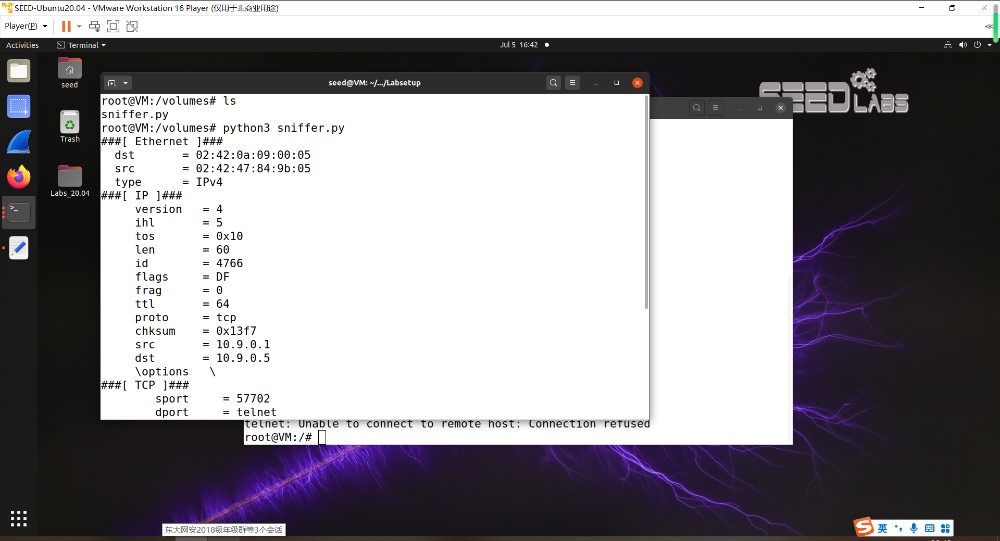 SEED-Ubuntu20.04 - VMware Workstation 16 Player (仅用于非商业用途)
Player(P)
Activities
Terminal
Jul 5 16:42
seed
Trash
Labs_20.04
SEED LABS
seed@VM: ~/.../Labsetup
root@VM:/volumes# ls
sniffer.py
root@VM:/volumes# python3 sniffer.py
###[ Ethernet ]###
  dst       = 02:42:0a:09:00:05
  src       = 02:42:47:84:9b:05
  type      = IPv4
###[ IP ]###
     version   = 4
     ihl       = 5
     tos       = 0x10
     len       = 60
     id        = 4766
     flags     = DF
     frag      = 0
     ttl       = 64
     proto     = tcp
     chksum    = 0x13f7
     src       = 10.9.0.1
     dst       = 10.9.0.5
     \options   \
###[ TCP ]###
        sport     = 57702
        dport     = telnet
telnet: Unable to connect to remote host: Connection refused
root@VM:/#
东大网安2018级年级群等3个会话
S英